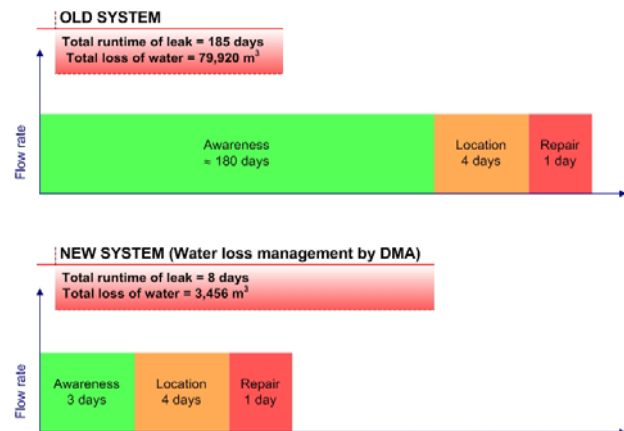 OLD SYSTEM
Total runtime of leak = 185 days
Total loss of water = 79,920 m³
Flow rate
Awareness
≈ 180 days
Location
4 days
Repair
1 day
NEW SYSTEM (Water loss management by DMA)
Total runtime of leak = 8 days
Total loss of water = 3,456 m³
Flow rate
Awareness
3 days
Location
4 days
Repair
1 day